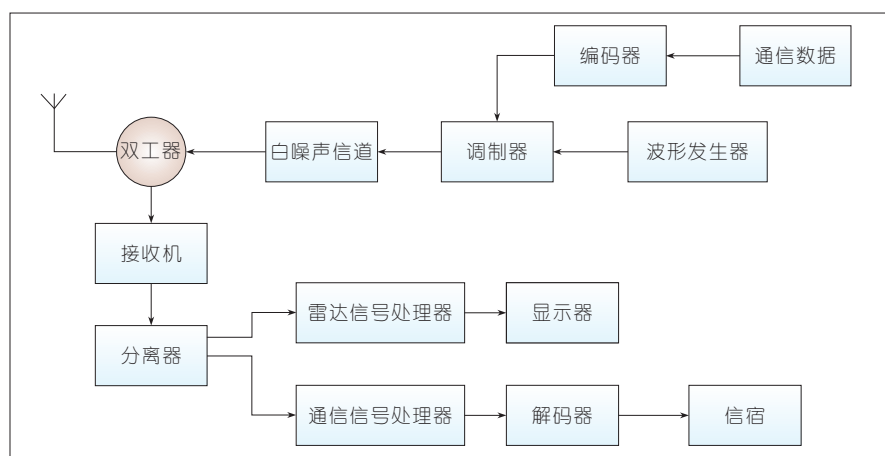 编码器
通信数据
双工器
白噪声信道
调制器
波形发生器
接收机
雷达信号处理器
显示器
分离器
通信信号处理器
解码器
信宿